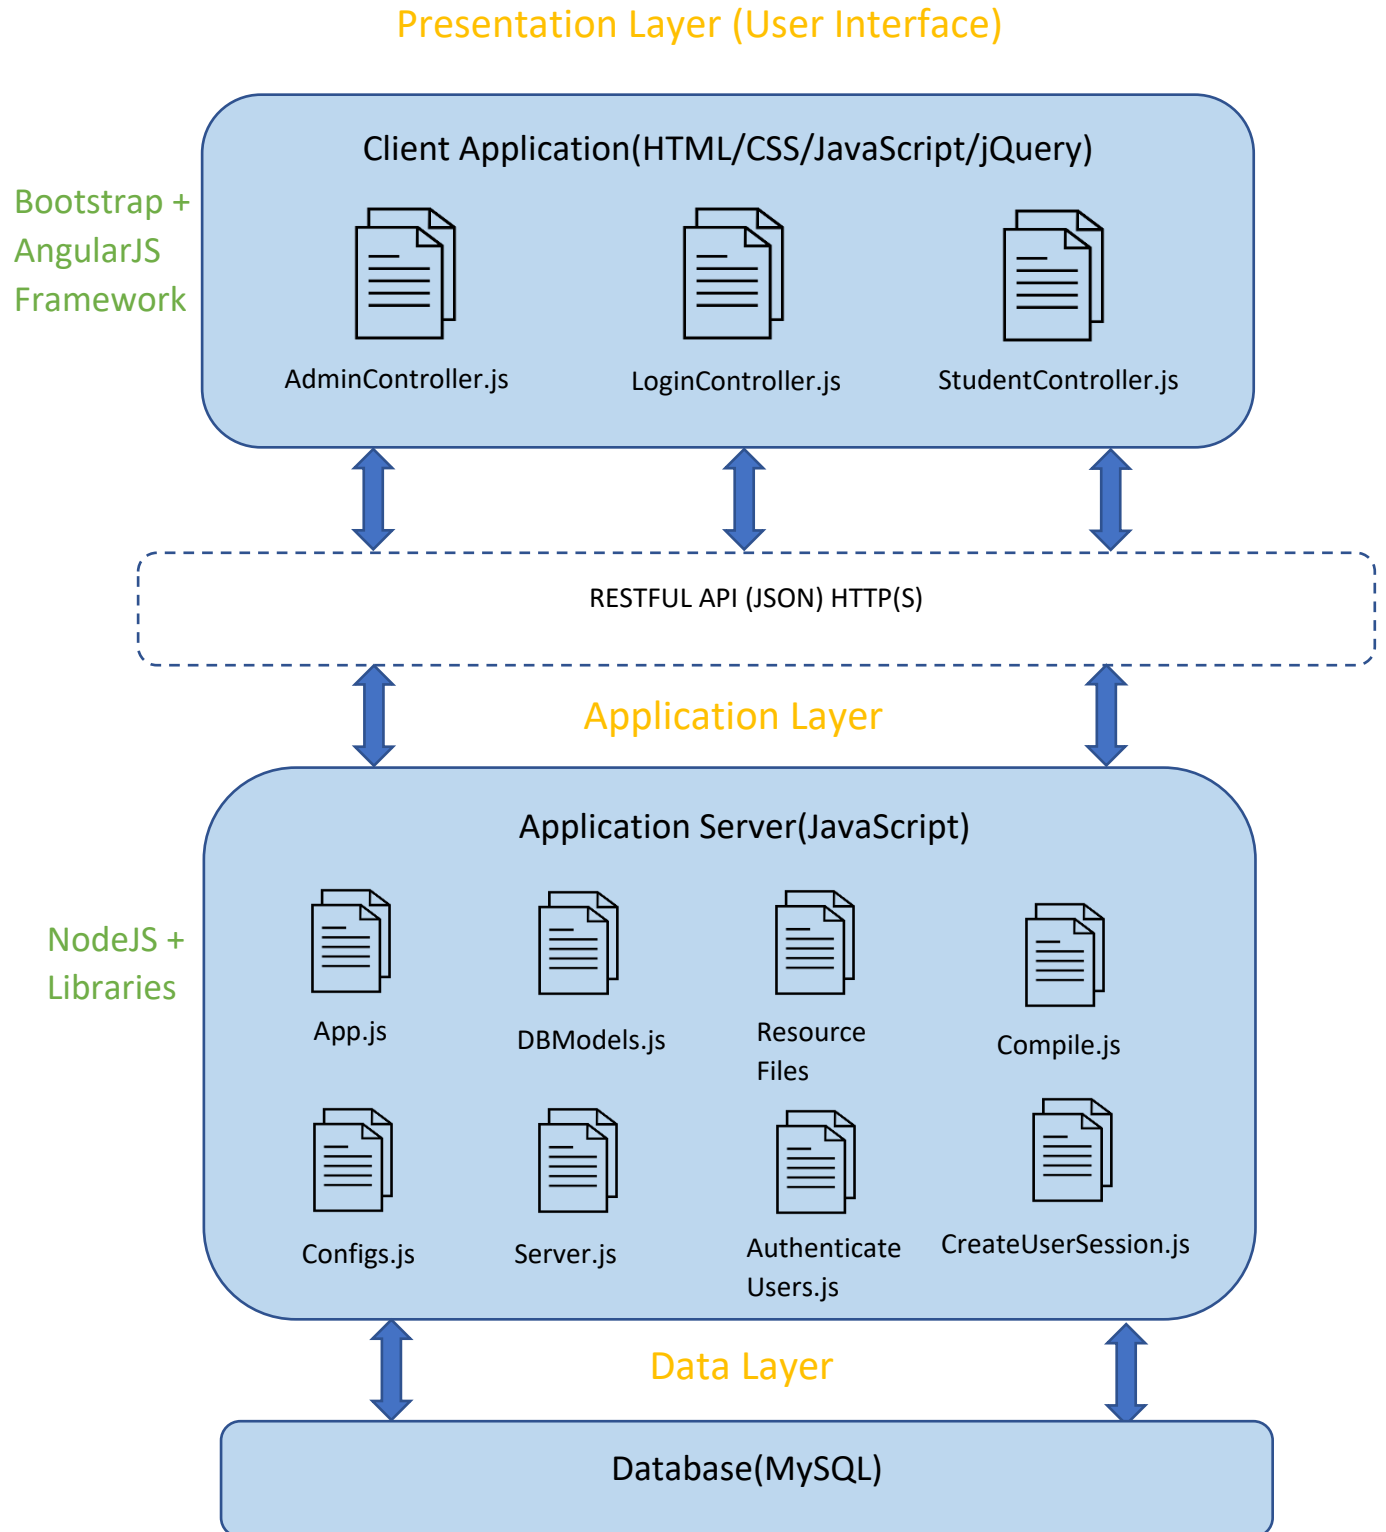 Presentation Layer (User Interface)
Client Application(HTML/CSS/JavaScript/jQuery)
Bootstrap +
AngularJS
Framework
AdminController.js
LoginController.js
StudentController.js
RESTFUL API (JSON) HTTP(S)
Application Layer
Application Server(JavaScript)
NodeJS +
Libraries
App.js
DBModels.js
Resource
Files
Compile.js
Configs.js
Server.js
Authenticate
Users.js
CreateUserSession.js
Data Layer
Database(MySQL)